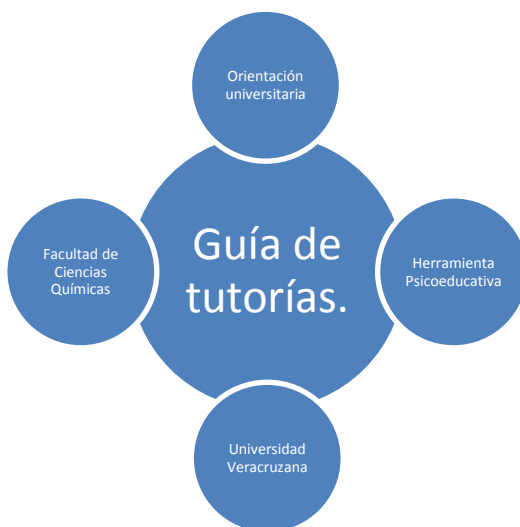 Orientación
universitaria
Guía de
tutorías.
Facultad de
Ciencias
Químicas
Herramienta
Psicoeducativa
Universidad
Veracruzana